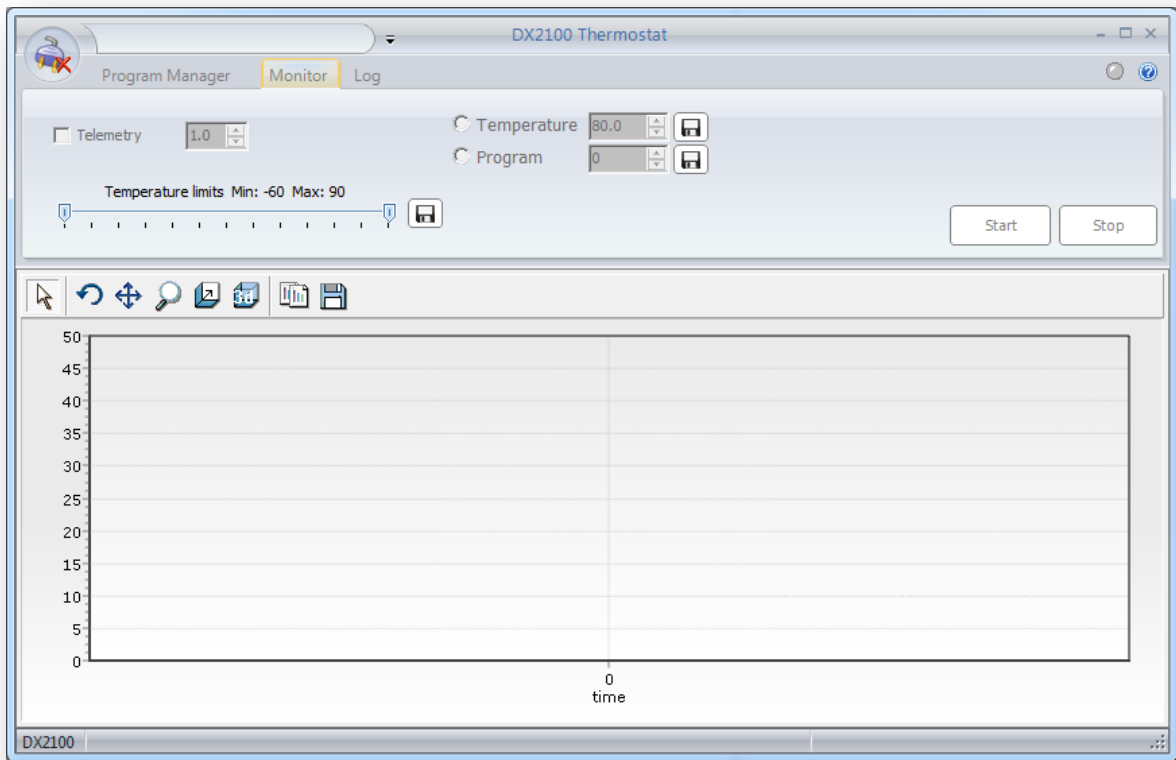 DX2100 Thermostat
Program Manager Monitor Log
Telemetry 1.0
Temperature 80.0
Program 0
Temperature limits Min: -60 Max: 90
Start Stop
3d
50
45
40
35
30
25
20
15
10
5
0
0
time
DX2100